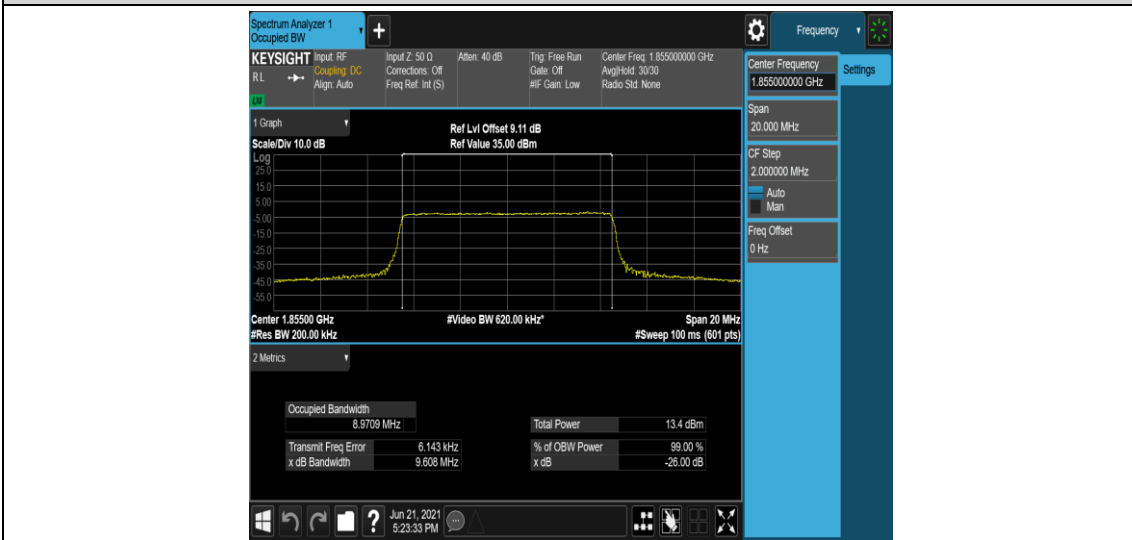 Spectrum Analyzer 1
Occupied BW
+
Frequency
KEYSIGHT
Input: RF
Coupling: DC
Align: Auto
Input Z: 50 Ω
Corrections: Off
Freq Ref: Int (S)
Atten: 40 dB
Trig: Free Run
Gate: Off
#IF Gain: Low
Center Freq: 1.855000000 GHz
Avg|Hold: 30/30
Radio Std: None
R L
LXI
Center Frequency
1.855000000 GHz
Settings
Span
20.000 MHz
CF Step
2.000000 MHz
Auto
Man
Freq Offset
0 Hz
1 Graph
Ref Lvl Offset 9.11 dB
Scale/Div 10.0 dB
Ref Value 35.00 dBm
Log
25.0
15.0
5.00
-5.00
-15.0
-25.0
-35.0
-45.0
-55.0
Center 1.85500 GHz
#Video BW 620.00 kHz*
Span 20 MHz
#Res BW 200.00 kHz
#Sweep 100 ms (601 pts)
2 Metrics
Occupied Bandwidth
8.9709 MHz
Total Power 13.4 dBm
Transmit Freq Error 6.143 kHz
% of OBW Power 99.00 %
x dB Bandwidth 9.608 MHz
x dB -26.00 dB
?
Jun 21, 2021
5:23:33 PM